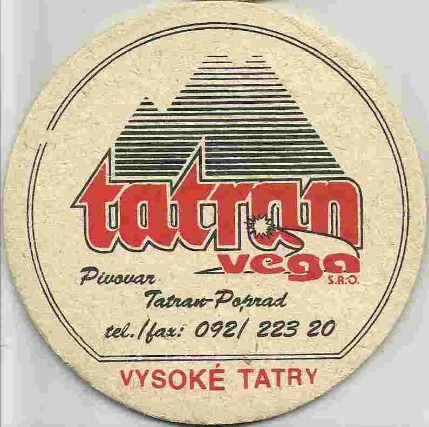 tatran
vega
S.R.O.
Pivovar
Tatran-Poprad
tel./fax: 092/ 223 20
VYSOKÉ TATRY